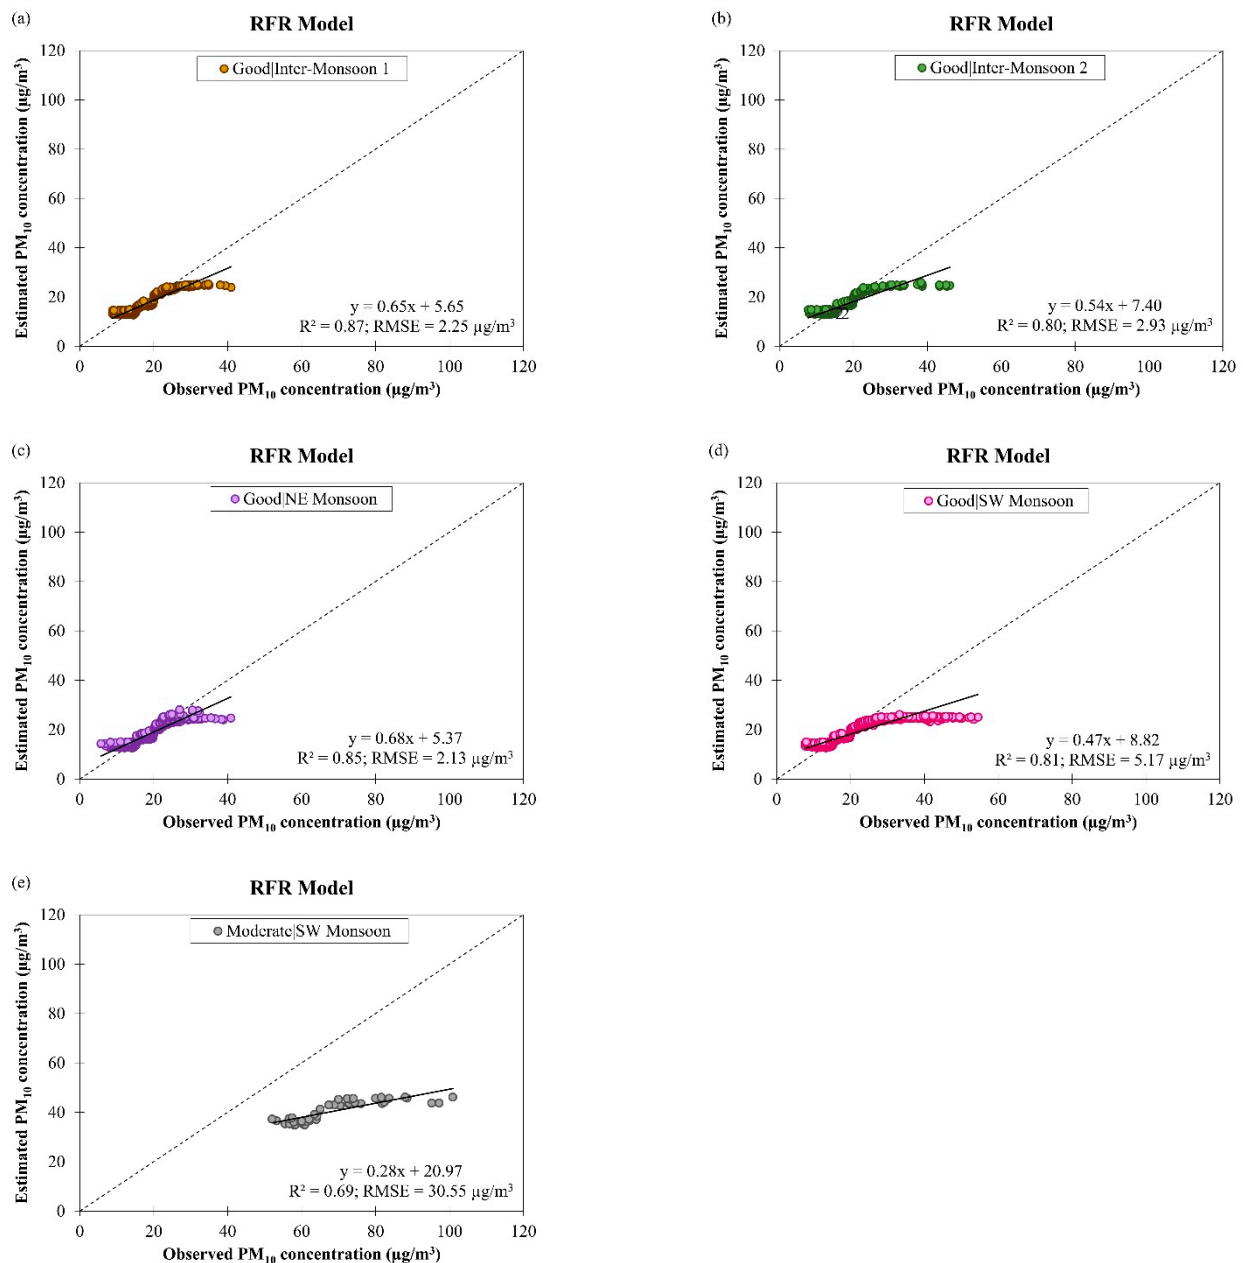 (a)
RFR Model
Good|Inter-Monsoon 1
Estimated PM₁₀ concentration (µg/m³)
120
100
80
60
40
20
0
y = 0.65x + 5.65
R² = 0.87; RMSE = 2.25 µg/m³
0 20 40 60 80 100 120
Observed PM₁₀ concentration (µg/m³)
(b)
RFR Model
Good|Inter-Monsoon 2
Estimated PM₁₀ concentration (µg/m³)
120
100
80
60
40
20
0
22
y = 0.54x + 7.40
R² = 0.80; RMSE = 2.93 µg/m³
0 20 40 60 80 100 120
Observed PM₁₀ concentration (µg/m³)
(c)
RFR Model
Good|NE Monsoon
Estimated PM₁₀ concentration (µg/m³)
120
100
80
60
40
20
0
y = 0.68x + 5.37
R² = 0.85; RMSE = 2.13 µg/m³
0 20 40 60 80 100 120
Observed PM₁₀ concentration (µg/m³)
(d)
RFR Model
Good|SW Monsoon
Estimated PM₁₀ concentration (µg/m³)
120
100
80
60
40
20
0
y = 0.47x + 8.82
R² = 0.81; RMSE = 5.17 µg/m³
0 20 40 60 80 100 120
Observed PM₁₀ concentration (µg/m³)
(e)
RFR Model
Moderate|SW Monsoon
Estimated PM₁₀ concentration (µg/m³)
120
100
80
60
40
20
0
y = 0.28x + 20.97
R² = 0.69; RMSE = 30.55 µg/m³
0 20 40 60 80 100 120
Observed PM₁₀ concentration (µg/m³)